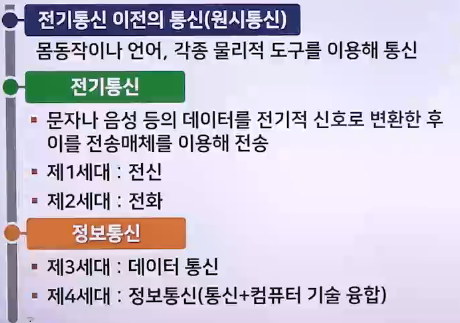 전기통신 이전의 통신(원시통신)
몸동작이나 언어, 각종 물리적 도구를 이용해 통신
전기통신
▪ 문자나 음성 등의 데이터를 전기적 신호로 변환한 후
이를 전송매체를 이용해 전송
▪ 제1세대 : 전신
▪ 제2세대 : 전화
정보통신
▪ 제3세대 : 데이터 통신
▪ 제4세대 : 정보통신(통신+컴퓨터 기술 융합)